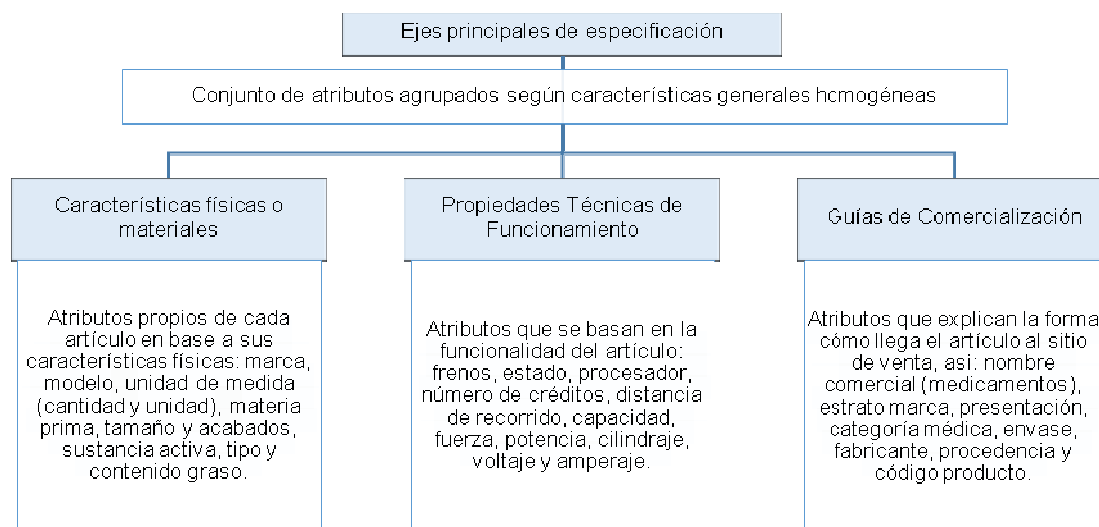 Ejes principales de especificación
Conjunto de atributos agrupados según características generales homogéneas
Características físicas o
materiales
Atributos propios de cada
artículo en base a sus
características físicas: marca,
modelo, unidad de medida
(cantidad y unidad), materia
prima, tamaño y acabados,
sustancia activa, tipo y
contenido graso.
Propiedades Técnicas de
Funcionamiento
Atributos que se basan en la
funcionalidad del artículo:
frenos, estado, procesador,
número de créditos, distancia
de recorrido, capacidad,
fuerza, potencia, cilindraje,
voltaje y amperaje.
Guías de Comercialización
Atributos que explican la forma
cómo llega el artículo al sitio
de venta, asi: nombre
comercial (medicamentos),
estrato marca, presentación,
categoría médica, envase,
fabricante, procedencia y
código producto.